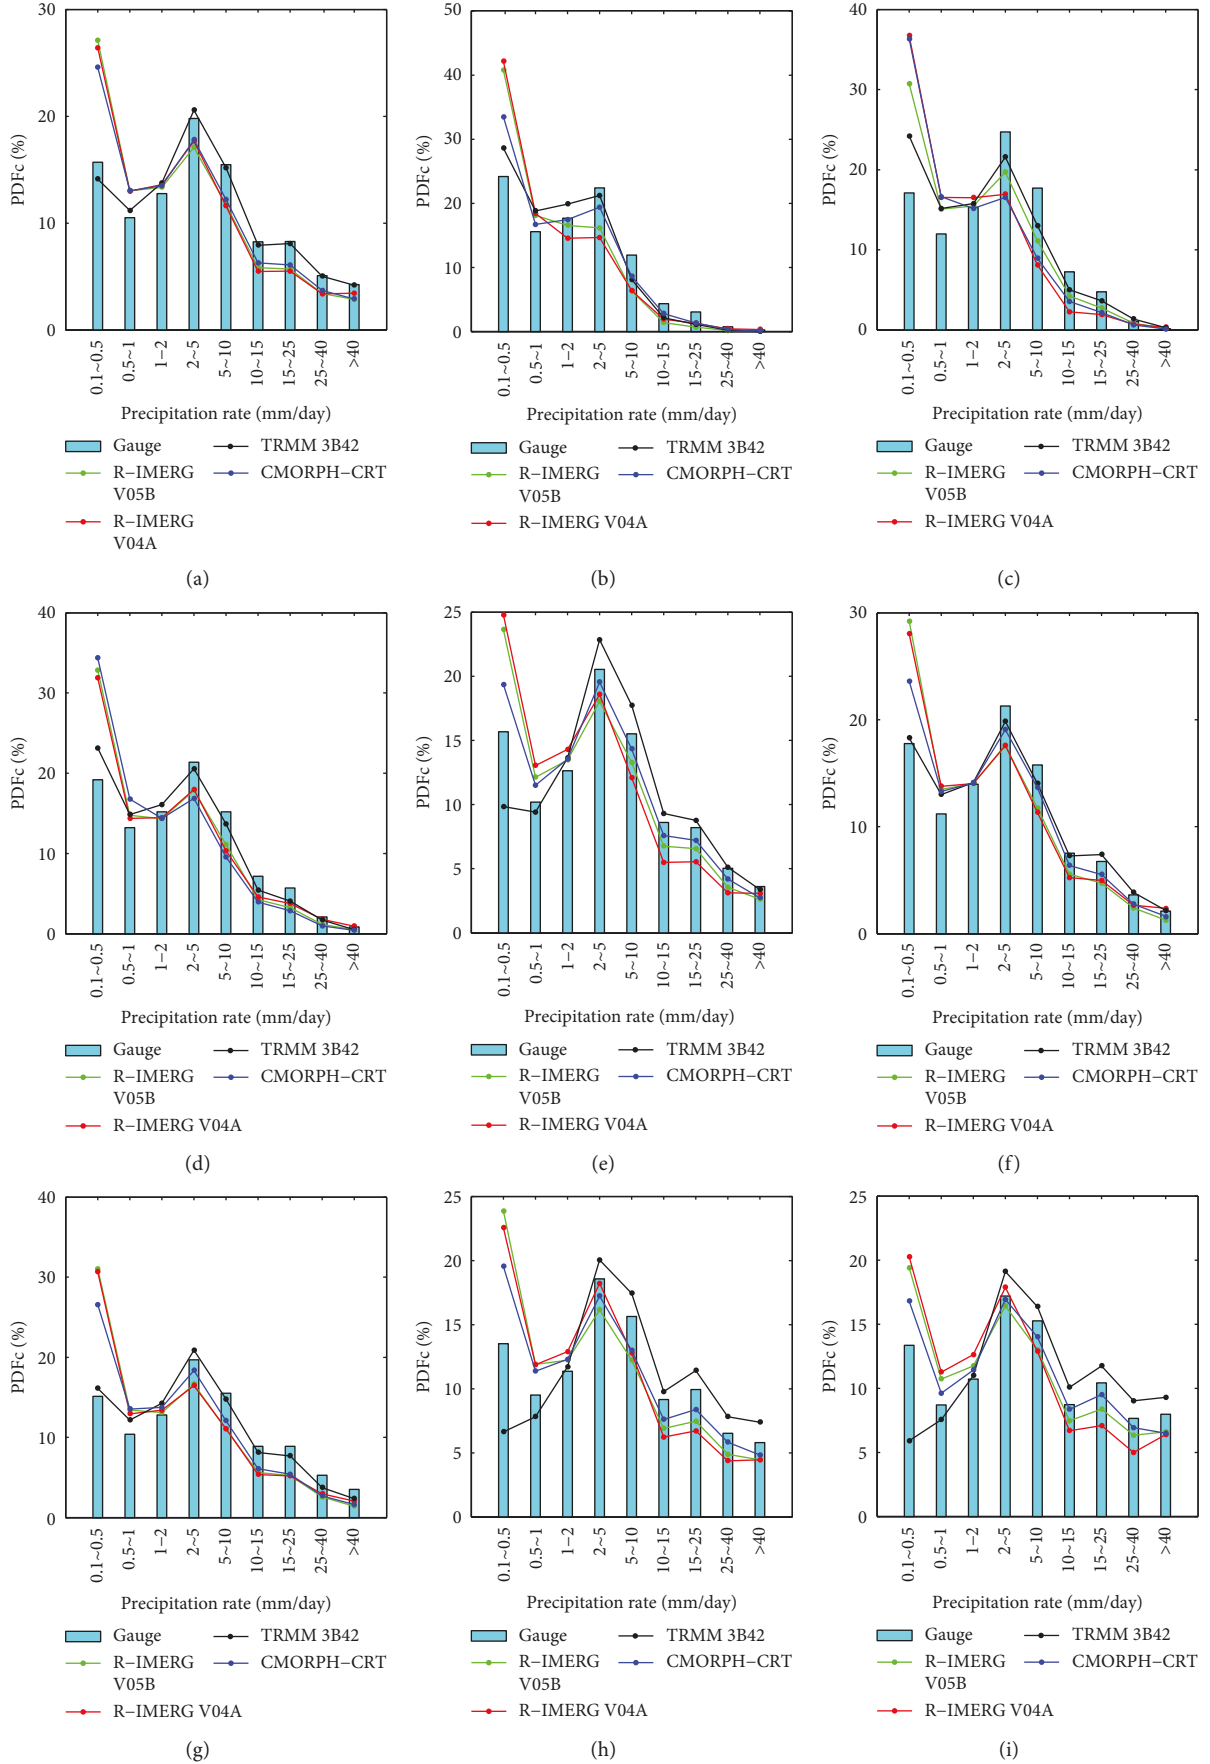 PDFc (%)
30
20
10
0
0.1~0.5
0.5~1
1−2
2~5
5~10
10~15
15~25
25~40
>40
Precipitation rate (mm/day)
Gauge
R−IMERG
V05B
R−IMERG
V04A
TRMM 3B42
CMORPH−CRT
(a)
PDFc (%)
50
40
30
20
10
0
0.1~0.5
0.5~1
1−2
2~5
5~10
10~15
15~25
25~40
>40
Precipitation rate (mm/day)
Gauge
R−IMERG
V05B
R−IMERG V04A
TRMM 3B42
CMORPH−CRT
(b)
PDFc (%)
40
30
20
10
0
0.1~0.5
0.5~1
1−2
2~5
5~10
10~15
15~25
25~40
>40
Precipitation rate (mm/day)
Gauge
R−IMERG
V05B
R−IMERG V04A
TRMM 3B42
CMORPH−CRT
(c)
PDFc (%)
40
30
20
10
0
0.1~0.5
0.5~1
1−2
2~5
5~10
10~15
15~25
25~40
>40
Precipitation rate (mm/day)
Gauge
R−IMERG
V05B
R−IMERG V04A
TRMM 3B42
CMORPH−CRT
(d)
PDFc (%)
25
20
15
10
5
0
0.1~0.5
0.5~1
1−2
2~5
5~10
10~15
15~25
25~40
>40
Precipitation rate (mm/day)
Gauge
R−IMERG
V05B
R−IMERG V04A
TRMM 3B42
CMORPH−CRT
(e)
PDFc (%)
30
20
10
0
0.1~0.5
0.5~1
1−2
2~5
5~10
10~15
15~25
25~40
>40
Precipitation rate (mm/day)
Gauge
R−IMERG
V05B
R−IMERG V04A
TRMM 3B42
CMORPH−CRT
(f)
PDFc (%)
40
30
20
10
0
0.1~0.5
0.5~1
1−2
2~5
5~10
10~15
15~25
25~40
>40
Precipitation rate (mm/day)
Gauge
R−IMERG
V05B
R−IMERG V04A
TRMM 3B42
CMORPH−CRT
(g)
PDFc (%)
25
20
15
10
5
0
0.1~0.5
0.5~1
1−2
2~5
5~10
10~15
15~25
25~40
>40
Precipitation rate (mm/day)
Gauge
R−IMERG
V05B
R−IMERG V04A
TRMM 3B42
CMORPH−CRT
(h)
PDFc (%)
25
20
15
10
5
0
0.1~0.5
0.5~1
1−2
2~5
5~10
10~15
15~25
25~40
>40
Precipitation rate (mm/day)
Gauge
R−IMERG
V05B
R−IMERG V04A
TRMM 3B42
CMORPH−CRT
(i)